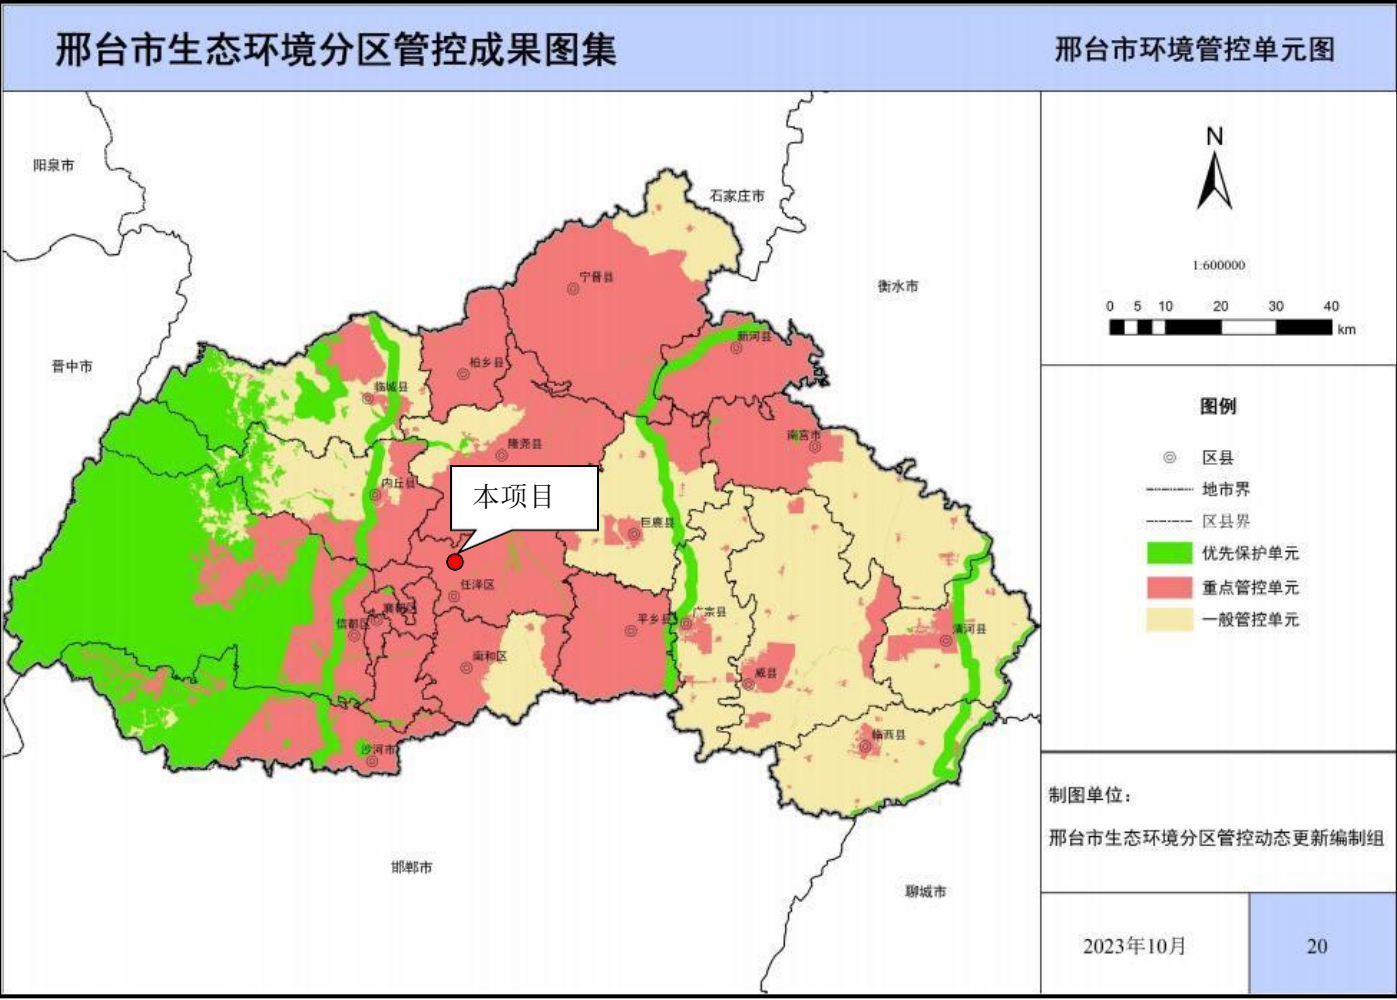 邢台市生态环境分区管控成果图集
邢台市环境管控单元图
阳泉市
石家庄市
衡水市
晋中市
邯郸市
聊城市
宁晋县
新河县
柏乡县
临城县
隆尧县
南宫市
内丘县
巨鹿县
本项目
任泽区
襄都区
信都区
平乡县
广宗县
清河县
南和区
威县
沙河市
临西县
N
1:600000
0 5 10 20 30 40
km
图例
区县
地市界
区县界
优先保护单元
重点管控单元
一般管控单元
制图单位：
邢台市生态环境分区管控动态更新编制组
2023年10月
20